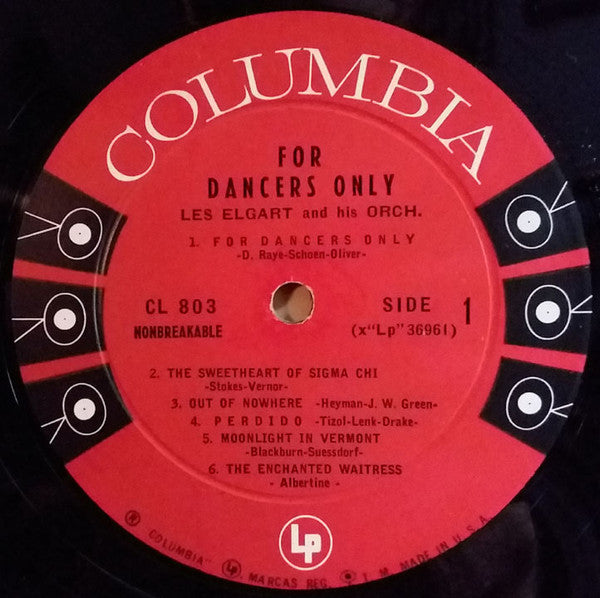 COLUMBIA
FOR
DANCERS ONLY
LES ELGART and his ORCH.
1. FOR DANCERS ONLY
-D. Raye-Schoen-Oliver-
CL 803
NONBREAKABLE
SIDE 1
(x"Lp"36961)
2. THE SWEETHEART OF SIGMA CHI
-Stokes-Vernor-
3. OUT OF NOWHERE -Heyman-J. W. Green-
4. PERDIDO -Tizol-Lenk-Drake-
5. MOONLIGHT IN VERMONT
-Blackburn-Suessdorf-
6. THE ENCHANTED WAITRESS
- Albertine -
Lp
® "COLUMBIA" Lp MARCAS REG. T. M. MADE IN U.S.A.